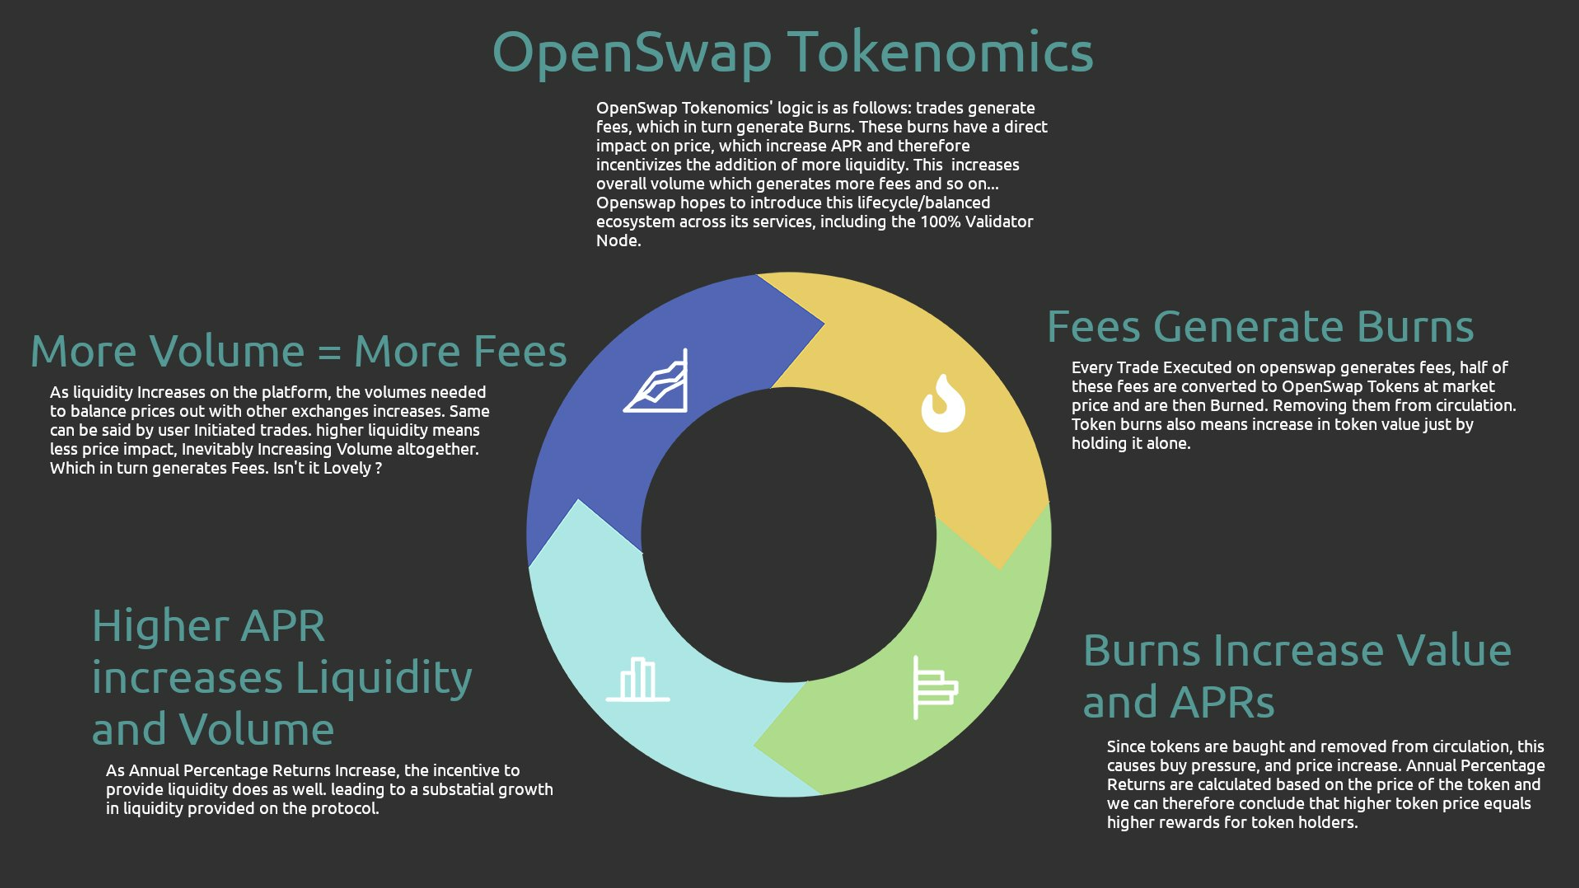 OpenSwap Tokenomics
OpenSwap Tokenomics' logic is as follows: trades generate
fees, which in turn generate Burns. These burns have a direct
impact on price, which increase APR and therefore
incentivizes the addition of more liquidity. This  increases
overall volume which generates more fees and so on...
Openswap hopes to introduce this lifecycle/balanced
ecosystem across its services, including the 100% Validator
Node.
More Volume = More Fees
As liquidity Increases on the platform, the volumes needed
to balance prices out with other exchanges increases. Same
can be said by user Initiated trades. higher liquidity means
less price impact, Inevitably Increasing Volume altogether.
Which in turn generates Fees. Isn't it Lovely ?
Fees Generate Burns
Every Trade Executed on openswap generates fees, half of
these fees are converted to OpenSwap Tokens at market
price and are then Burned. Removing them from circulation.
Token burns also means increase in token value just by
holding it alone.
Higher APR
increases Liquidity
and Volume
As Annual Percentage Returns Increase, the incentive to
provide liquidity does as well. leading to a substatial growth
in liquidity provided on the protocol.
Burns Increase Value
and APRs
Since tokens are baught and removed from circulation, this
causes buy pressure, and price increase. Annual Percentage
Returns are calculated based on the price of the token and
we can therefore conclude that higher token price equals
higher rewards for token holders.